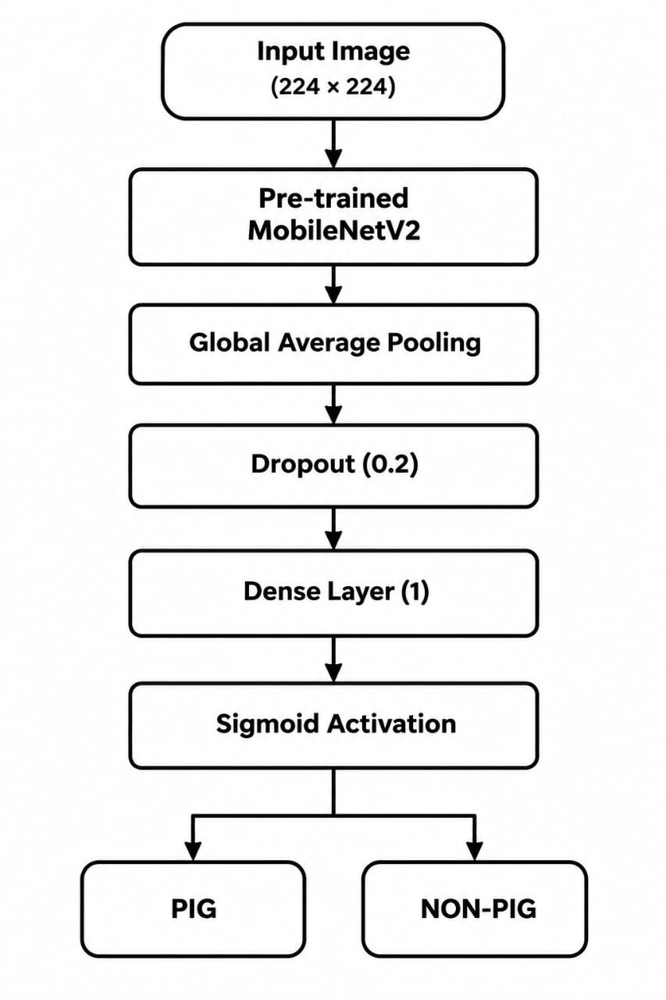 Input Image
(224 × 224)
Pre-trained
MobileNetV2
Global Average Pooling
Dropout (0.2)
Dense Layer (1)
Sigmoid Activation
PIG
NON-PIG